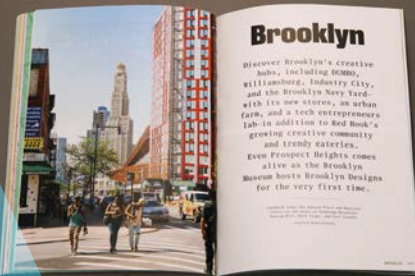 Brooklyn
Discover Brooklyn's creative
hubs, including DUMBO,
Williamsburg, Industry City,
and the Brooklyn Navy Yard—
with its new stores, an urban
farm, and a tech entrepreneurs
lab—in addition to Red Hook's
growing creative community
and trendy eateries.
Even Prospect Heights comes
alive as the Brooklyn
Museum hosts Brooklyn Designs
for the very first time.